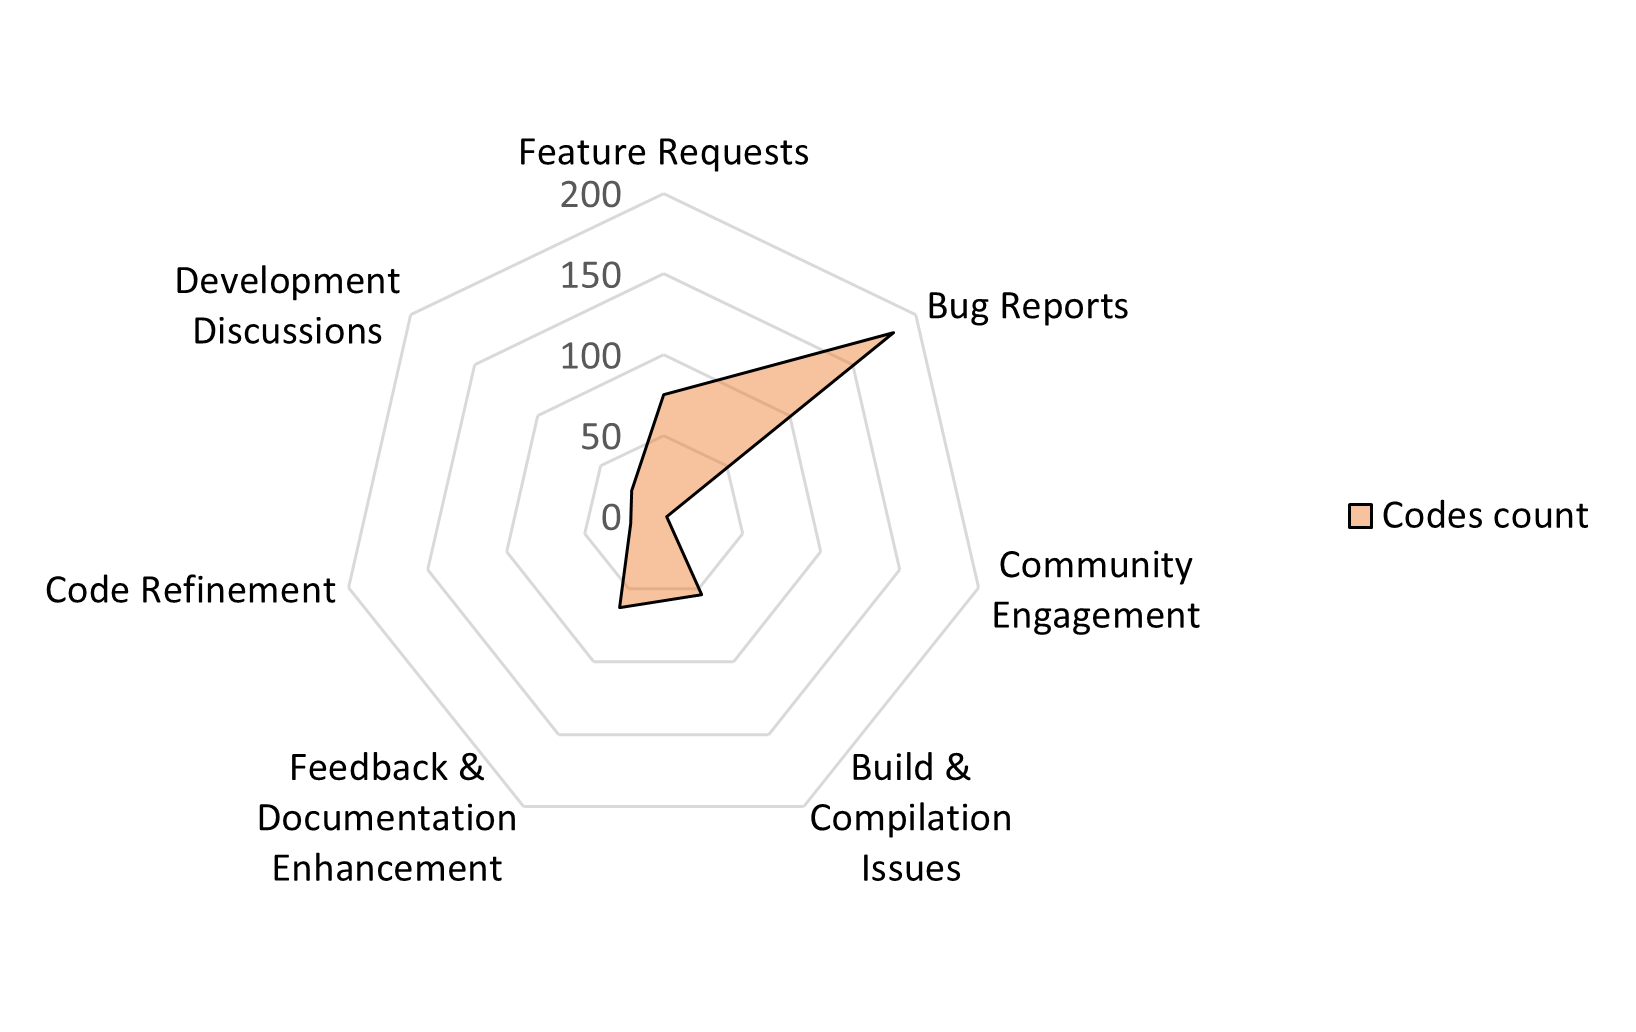 Feature Requests
200
150
100
50
0
Bug Reports
Community
Engagement
Build &
Compilation
Issues
Feedback &
Documentation
Enhancement
Code Refinement
Development
Discussions
Codes count